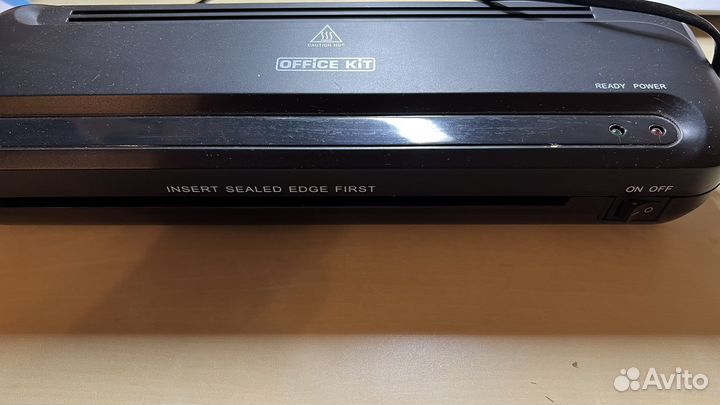 CAUTION HOT
OFFICE KIT
READY POWER
INSERT SEALED EDGE FIRST
ON OFF
Avito